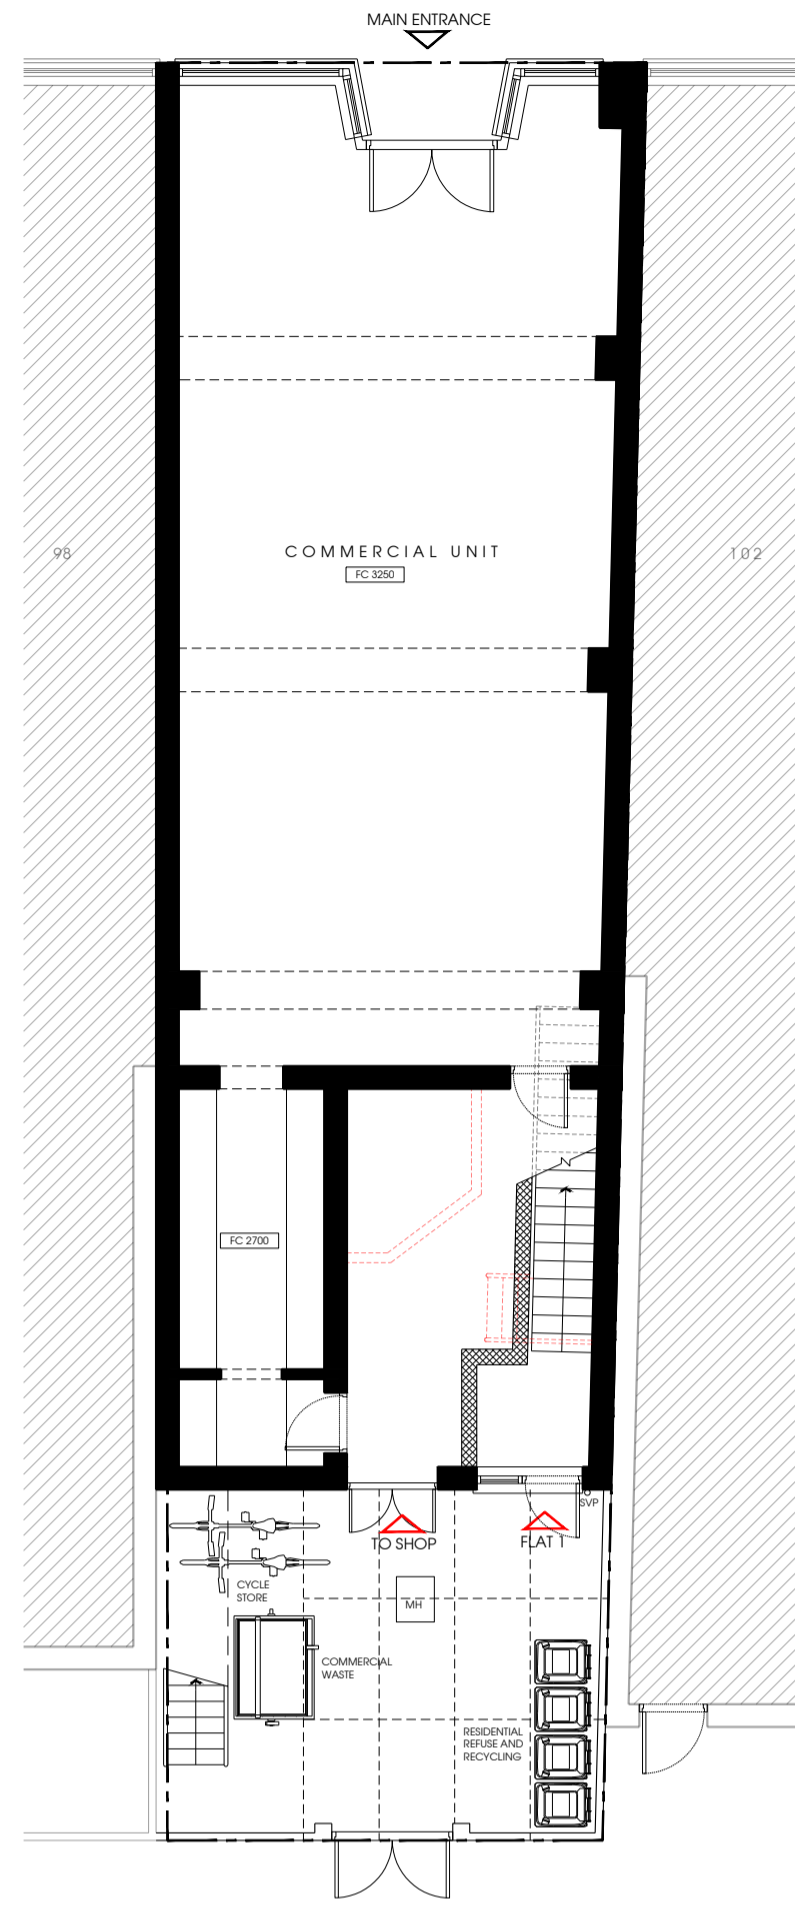 MAIN ENTRANCE
98
COMMERCIAL UNIT
102
FC 3250
FC 2700
SVP
TO SHOP
FLAT 1
CYCLE
STORE
MH
COMMERCIAL
WASTE
RESIDENTIAL
REFUSE AND
RECYCLING